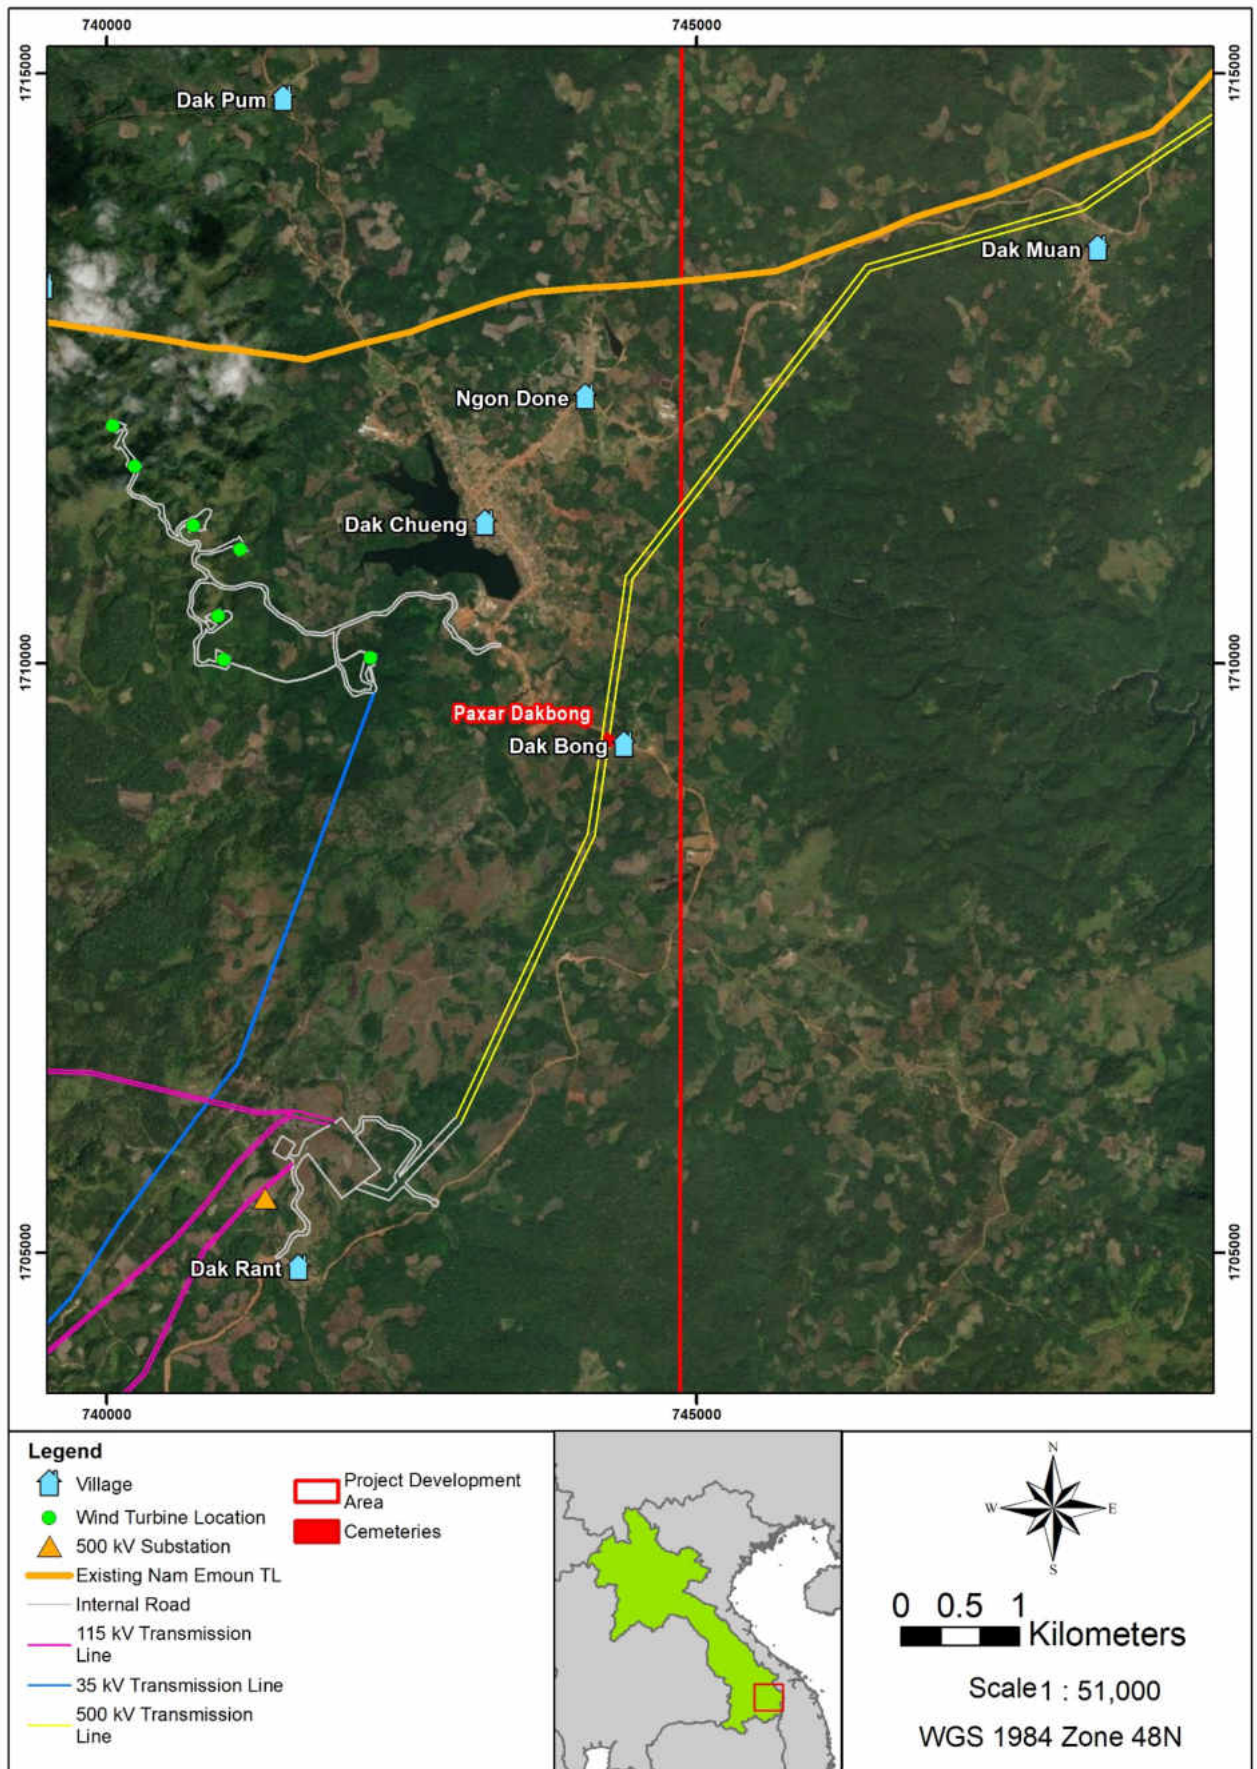 740000
745000
1715000
1715000
Dak Pum
Dak Muan
Ngon Done
Dak Chueng
1710000
1710000
Paxar Dakbong
Dak Bong
1705000
1705000
Dak Rant
740000
745000
Legend
Village
Wind Turbine Location
500 kV Substation
Existing Nam Emoun TL
Internal Road
115 kV Transmission
Line
35 kV Transmission Line
500 kV Transmission
Line
Project Development
Area
Cemeteries
N
W
E
S
0 0.5 1
Kilometers
Scale 1 : 51,000
WGS 1984 Zone 48N